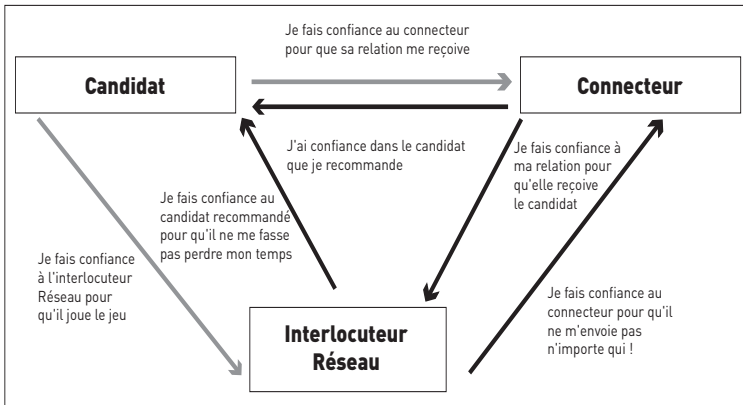 Je fais confiance au connecteur
pour que sa relation me reçoive
Candidat
Connecteur
J'ai confiance dans le candidat
que je recommande
Je fais confiance à
ma relation pour
qu'elle reçoive
le candidat
Je fais confiance au
candidat recommandé
pour qu'il ne me fasse
pas perdre mon temps
Je fais confiance
à l'interlocuteur
Réseau pour
qu'il joue le jeu
Je fais confiance au
connecteur pour qu'il
ne m'envoie pas
n'importe qui !
Interlocuteur
Réseau